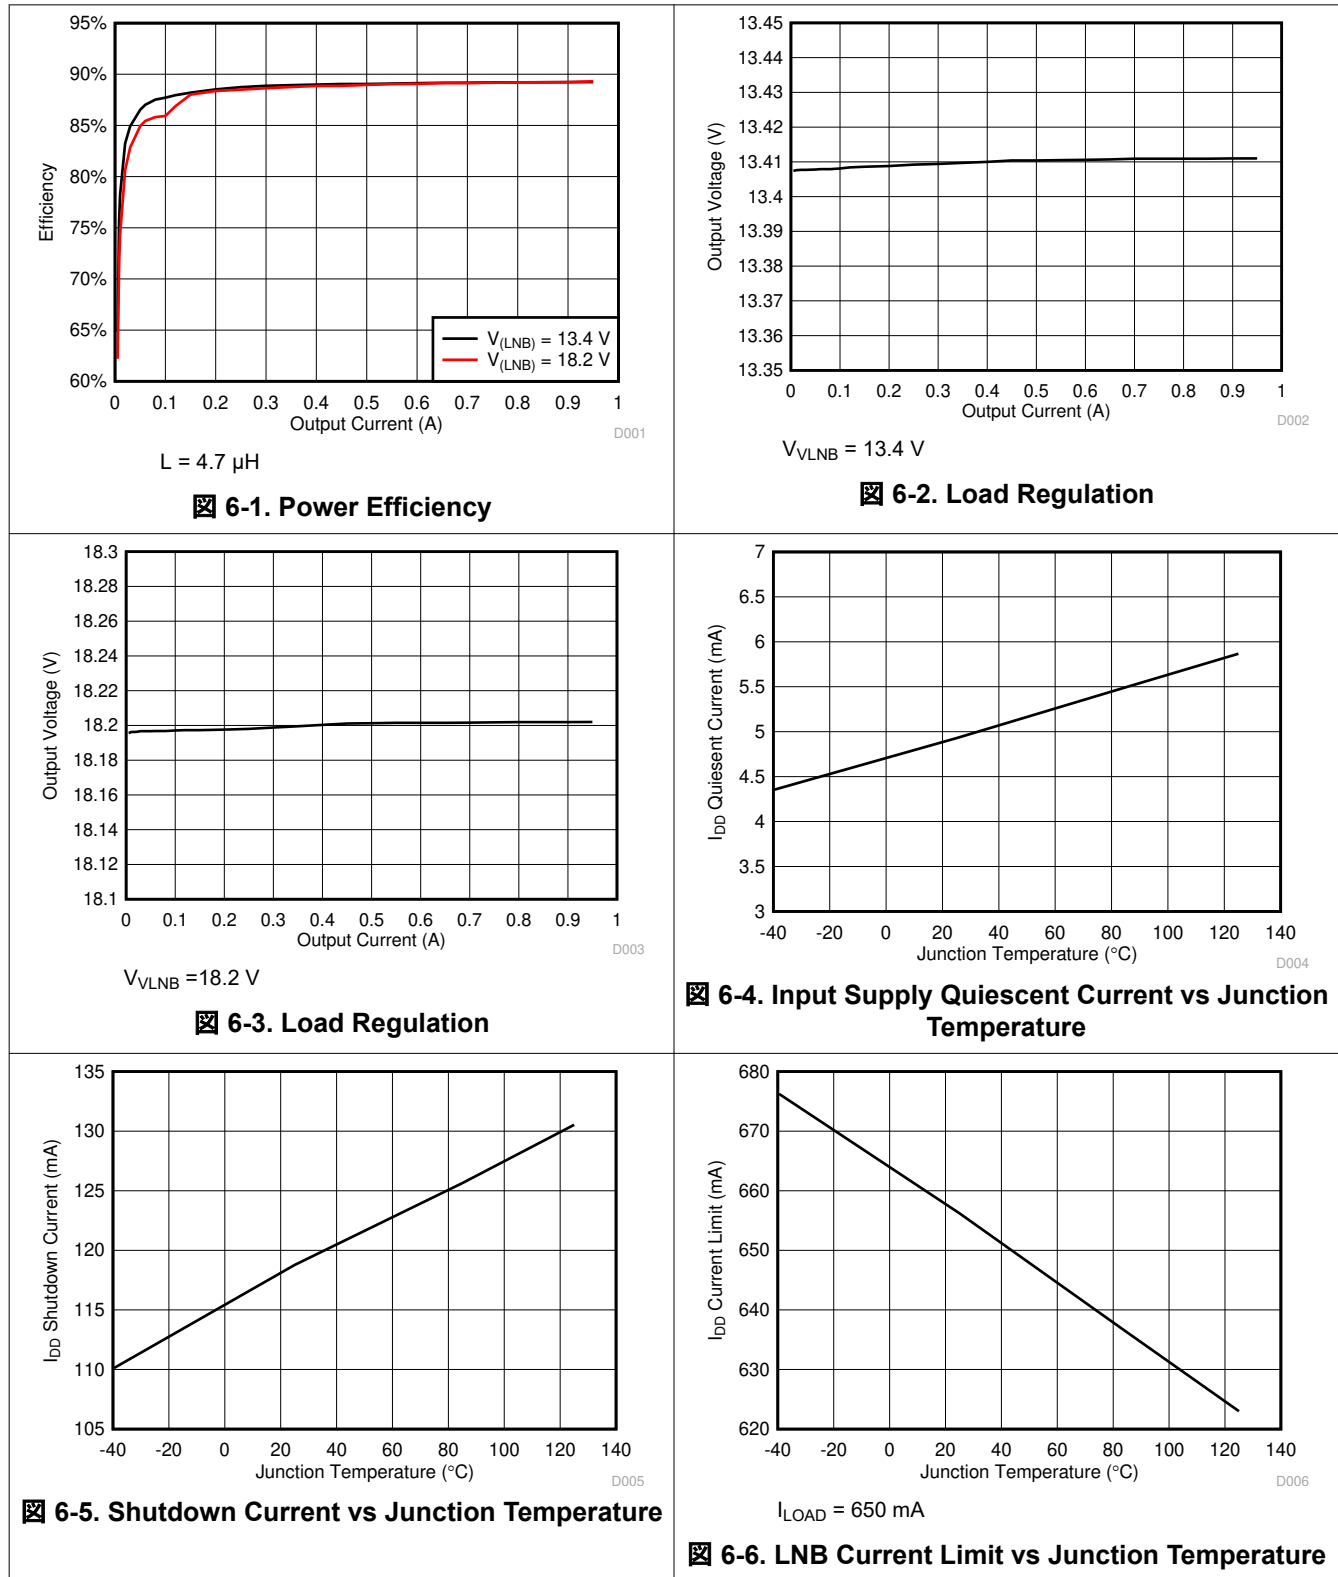 95%
90%
85%
80%
75%
70%
65%
60%
Efficiency
V(LNB) = 13.4 V
V(LNB) = 18.2 V
0 0.1 0.2 0.3 0.4 0.5 0.6 0.7 0.8 0.9 1
Output Current (A)
D001
L = 4.7 μH
図 6-1. Power Efficiency
13.45
13.44
13.43
13.42
13.41
13.4
13.39
13.38
13.37
13.36
13.35
Output Voltage (V)
0 0.1 0.2 0.3 0.4 0.5 0.6 0.7 0.8 0.9 1
Output Current (A)
D002
VVLNB = 13.4 V
図 6-2. Load Regulation
18.3
18.28
18.26
18.24
18.22
18.2
18.18
18.16
18.14
18.12
18.1
Output Voltage (V)
0 0.1 0.2 0.3 0.4 0.5 0.6 0.7 0.8 0.9 1
Output Current (A)
D003
VVLNB =18.2 V
図 6-3. Load Regulation
7
6.5
6
5.5
5
4.5
4
3.5
3
IDD Quiesent Current (mA)
-40 -20 0 20 40 60 80 100 120 140
Junction Temperature (°C)
D004
図 6-4. Input Supply Quiescent Current vs Junction
Temperature
135
130
125
120
115
110
105
IDD Shutdown Current (mA)
-40 -20 0 20 40 60 80 100 120 140
Junction Temperature (°C)
D005
図 6-5. Shutdown Current vs Junction Temperature
680
670
660
650
640
630
620
IDD Current Limit (mA)
-40 -20 0 20 40 60 80 100 120 140
Junction Temperature (°C)
D006
ILOAD = 650 mA
図 6-6. LNB Current Limit vs Junction Temperature